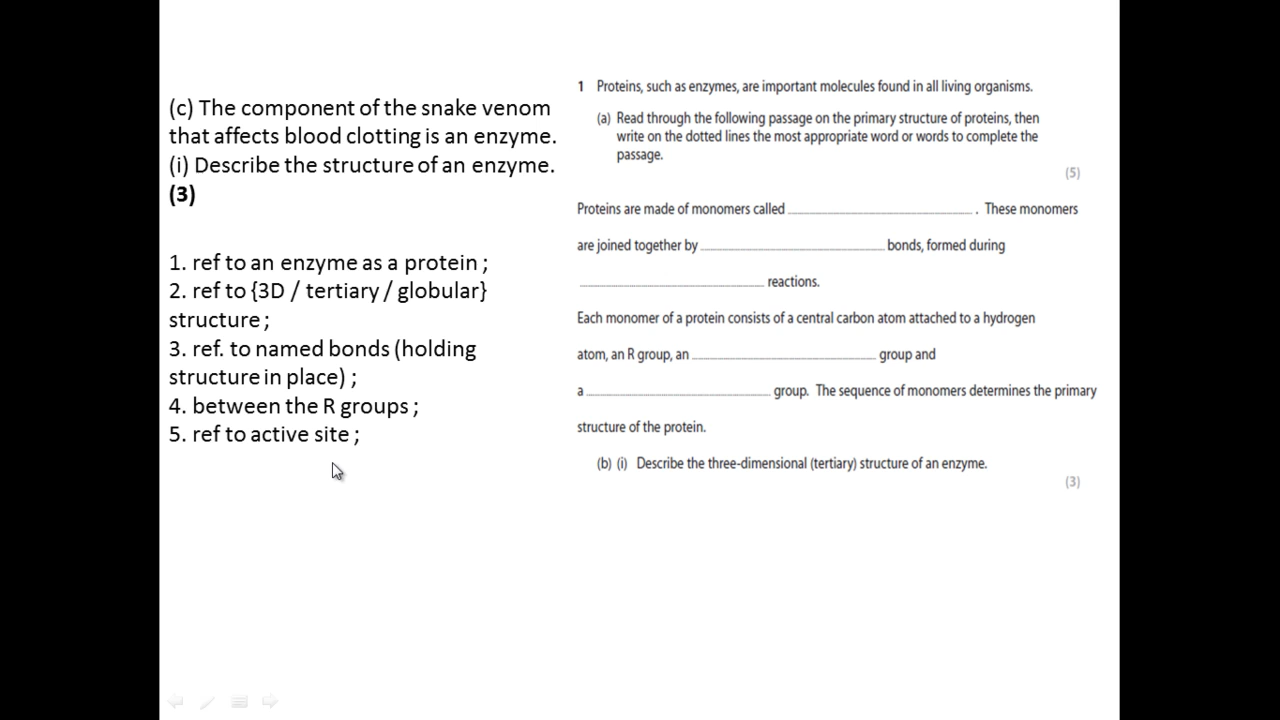 (c) The component of the snake venom
that affects blood clotting is an enzyme.
(i) Describe the structure of an enzyme.
(3)
1. ref to an enzyme as a protein ;
2. ref to {3D / tertiary / globular}
structure ;
3. ref. to named bonds (holding
structure in place) ;
4. between the R groups ;
5. ref to active site ;
1 Proteins, such as enzymes, are important molecules found in all living organisms.
(a) Read through the following passage on the primary structure of proteins, then
write on the dotted lines the most appropriate word or words to complete the
passage.
(5)
Proteins are made of monomers called ........................ . These monomers
are joined together by ........................ bonds, formed during
........................ reactions.
Each monomer of a protein consists of a central carbon atom attached to a hydrogen
atom, an R group, an ........................ group and
a ........................ group. The sequence of monomers determines the primary
structure of the protein.
(b) (i) Describe the three-dimensional (tertiary) structure of an enzyme.
(3)